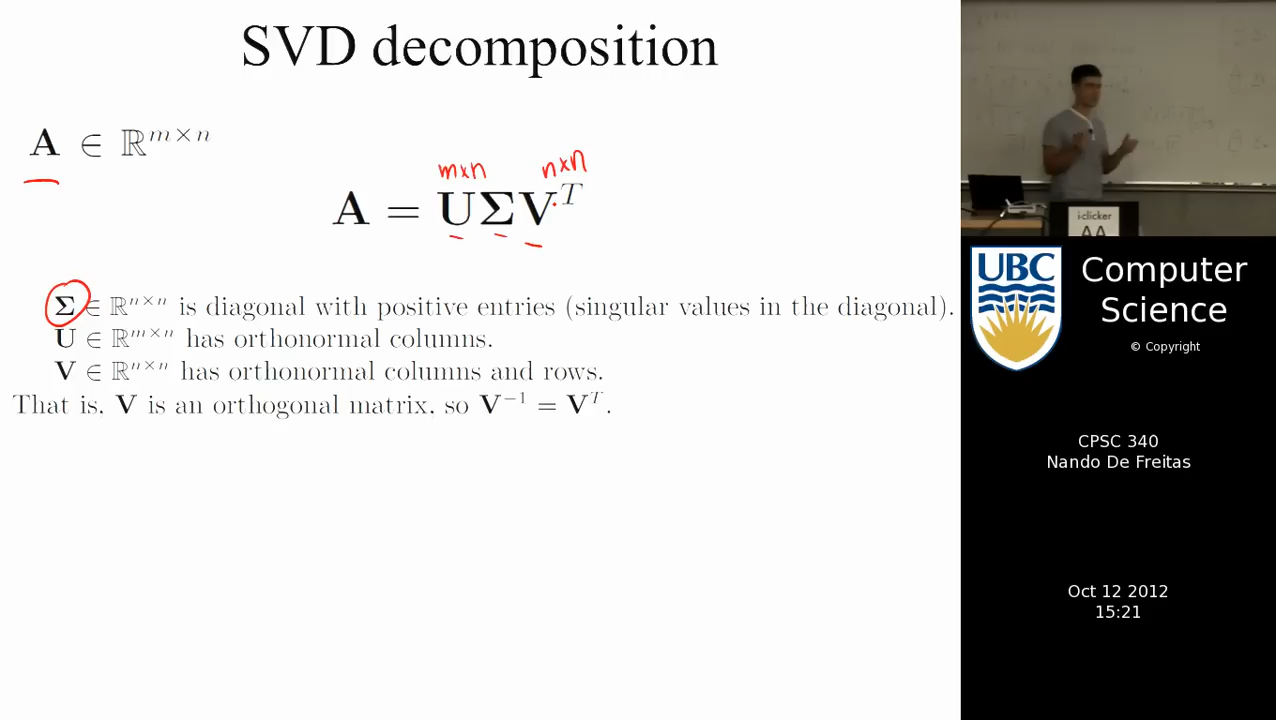 SVD decomposition
A ∈ ℝ^{m×n}
m×n n×n
A = UΣV^T
Σ ∈ ℝ^{n×n} is diagonal with positive entries (singular values in the diagonal).
U ∈ ℝ^{m×n} has orthonormal columns.
V ∈ ℝ^{n×n} has orthonormal columns and rows.
That is, V is an orthogonal matrix, so V^{-1} = V^T.
i-clicker
AA
UBC
Computer
Science
© Copyright
CPSC 340
Nando De Freitas
Oct 12 2012
15:21